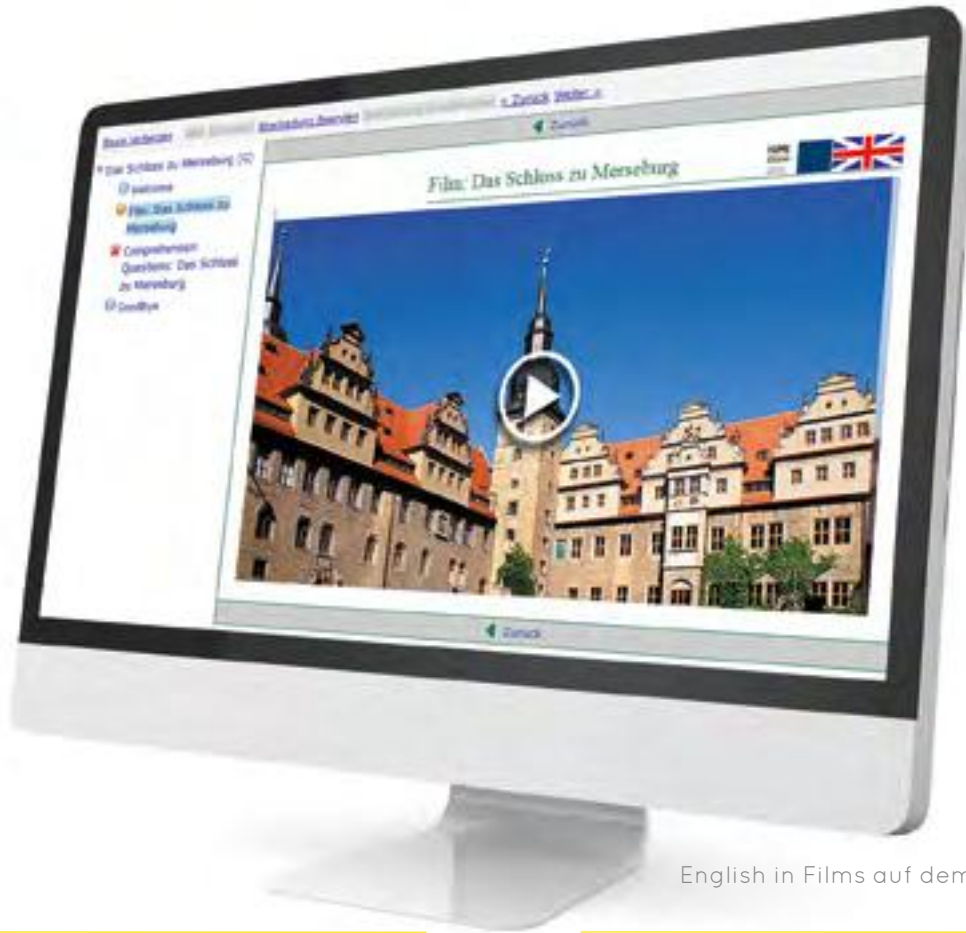 « Zurück Weiter »
Zurück
Das Schloss zu Merseburg
welcome
Film: Das Schloss zu
Merseburg
Comprehension
Questions: Das Schloss
zu Merseburg
Goodbye
Film: Das Schloss zu Merseburg
Zurück
English in Films auf dem